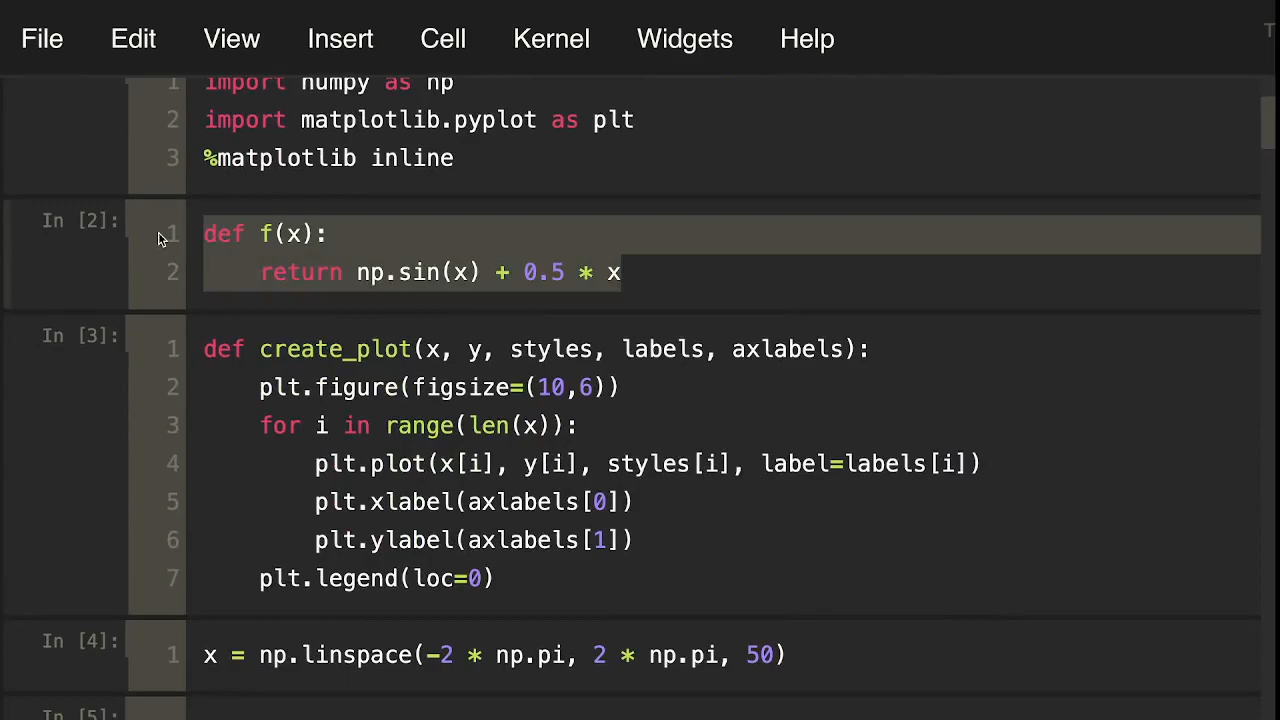 File Edit View Insert Cell Kernel Widgets Help
1 import numpy as np
2 import matplotlib.pyplot as plt
3 %matplotlib inline
In [2]:
1 def f(x):
2     return np.sin(x) + 0.5 * x
In [3]:
1 def create_plot(x, y, styles, labels, axlabels):
2     plt.figure(figsize=(10,6))
3     for i in range(len(x)):
4         plt.plot(x[i], y[i], styles[i], label=labels[i])
5         plt.xlabel(axlabels[0])
6         plt.ylabel(axlabels[1])
7     plt.legend(loc=0)
In [4]:
1 x = np.linspace(-2 * np.pi, 2 * np.pi, 50)
In [5]: